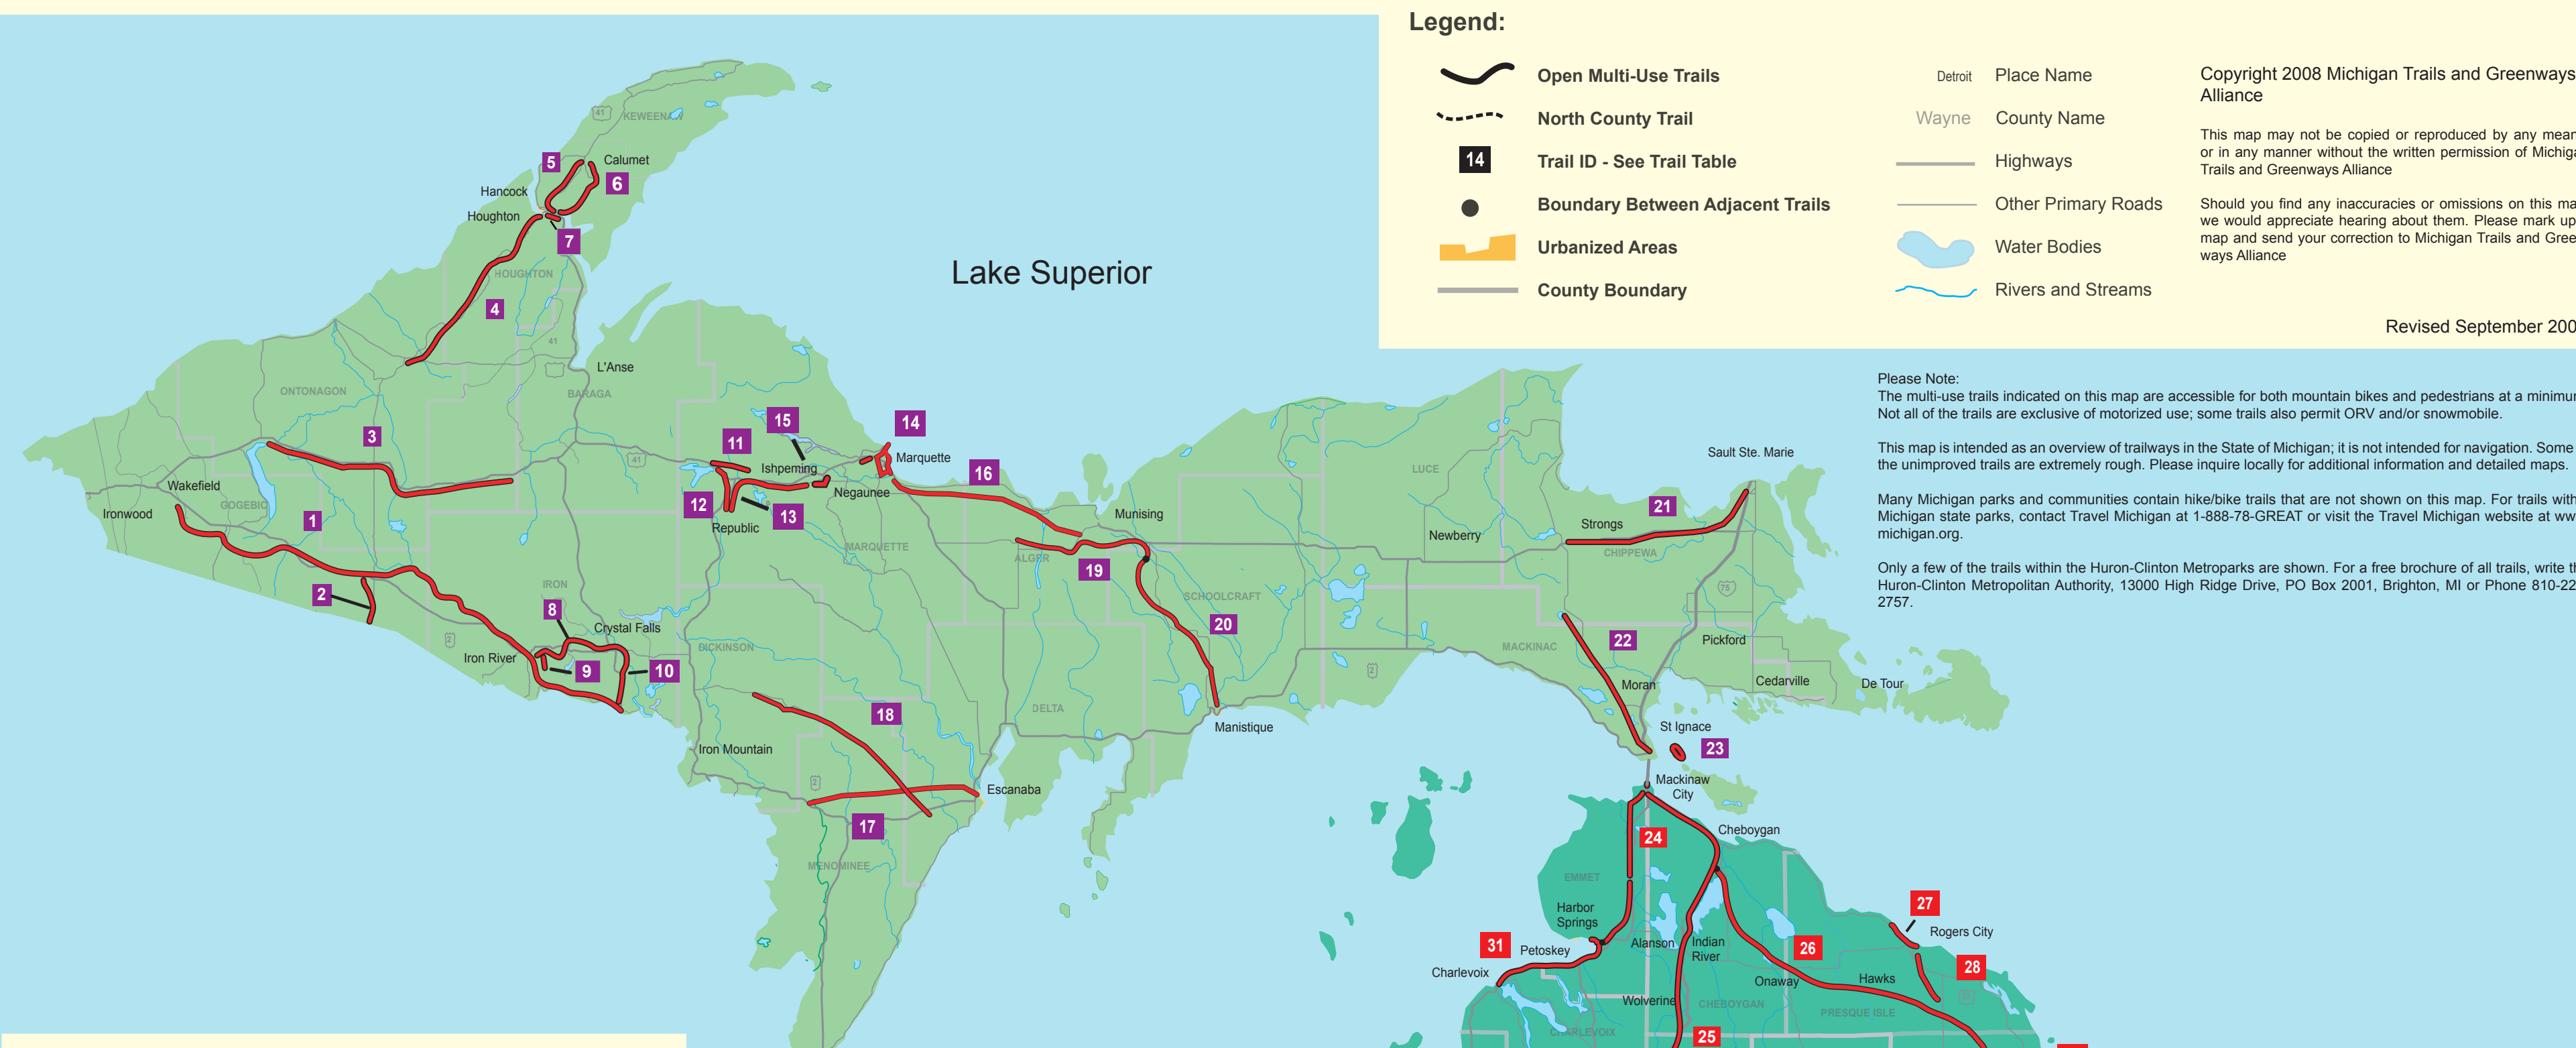 Legend:
Open Multi-Use Trails
North County Trail
14 Trail ID - See Trail Table
Boundary Between Adjacent Trails
Urbanized Areas
County Boundary
Detroit Place Name
Wayne County Name
Highways
Other Primary Roads
Water Bodies
Rivers and Streams
Copyright 2008 Michigan Trails and Greenways
Alliance
This map may not be copied or reproduced by any
or in any manner without the written permission of
Trails and Greenways Alliance
Should you find any inaccuracies or omissions on this
we would appreciate hearing about them. Please mark up
map and send your correction to Michigan Trails and
ways Alliance
Revised September
Please Note:
The multi-use trails indicated on this map are accessible for both mountain bikes and pedestrians at a
Not all of the trails are exclusive of motorized use; some trails also permit ORV and/or snowmobile.
This map is intended as an overview of trailways in the State of Michigan; it is not intended for navigation. Some
the unimproved trails are extremely rough. Please inquire locally for additional information and detailed maps.
Many Michigan parks and communities contain hike/bike trails that are not shown on this map. For trails
Michigan state parks, contact Travel Michigan at 1-888-78-GREAT or visit the Travel Michigan website at
michigan.org.
Only a few of the trails within the Huron-Clinton Metroparks are shown. For a free brochure of all trails, write
Huron-Clinton Metropolitan Authority, 13000 High Ridge Drive, PO Box 2001, Brighton, MI or Phone
2757.
Lake Superior
41
KEWEENAW
5
Calumet
6
Hancock
Houghton
7
HOUGHTON
4
41
L'Anse
ONTONAGON
BARAGA
3
15
14
11
41
Ishpeming
Marquette
16
Wakefield
GOGEBIC
Ironwood
1
12
Negaunee
13
Republic
Munising
MARQUETTE
ALGER
19
LUCE
Newberry
Sault Ste. Marie
21
Strongs
CHIPPEWA
75
IRON
2
8
SCHOOLCRAFT
20
Crystal Falls
2
Iron River
9
10
DICKINSON
MACKINAC
22
Pickford
2
Moran
Cedarville
De Tour
18
DELTA
Manistique
St Ignace
23
Iron Mountain
2
Escanaba
17
MENOMINEE
Mackinaw
City
24
Cheboygan
EMMET
Harbor
Springs
27
Rogers City
31
Petoskey
Alanson
Indian
River
26
Charlevoix
Onaway
Hawks
28
Wolverine
CHEBOYGAN
PRESQUE ISLE
CHARLEVOIX
25